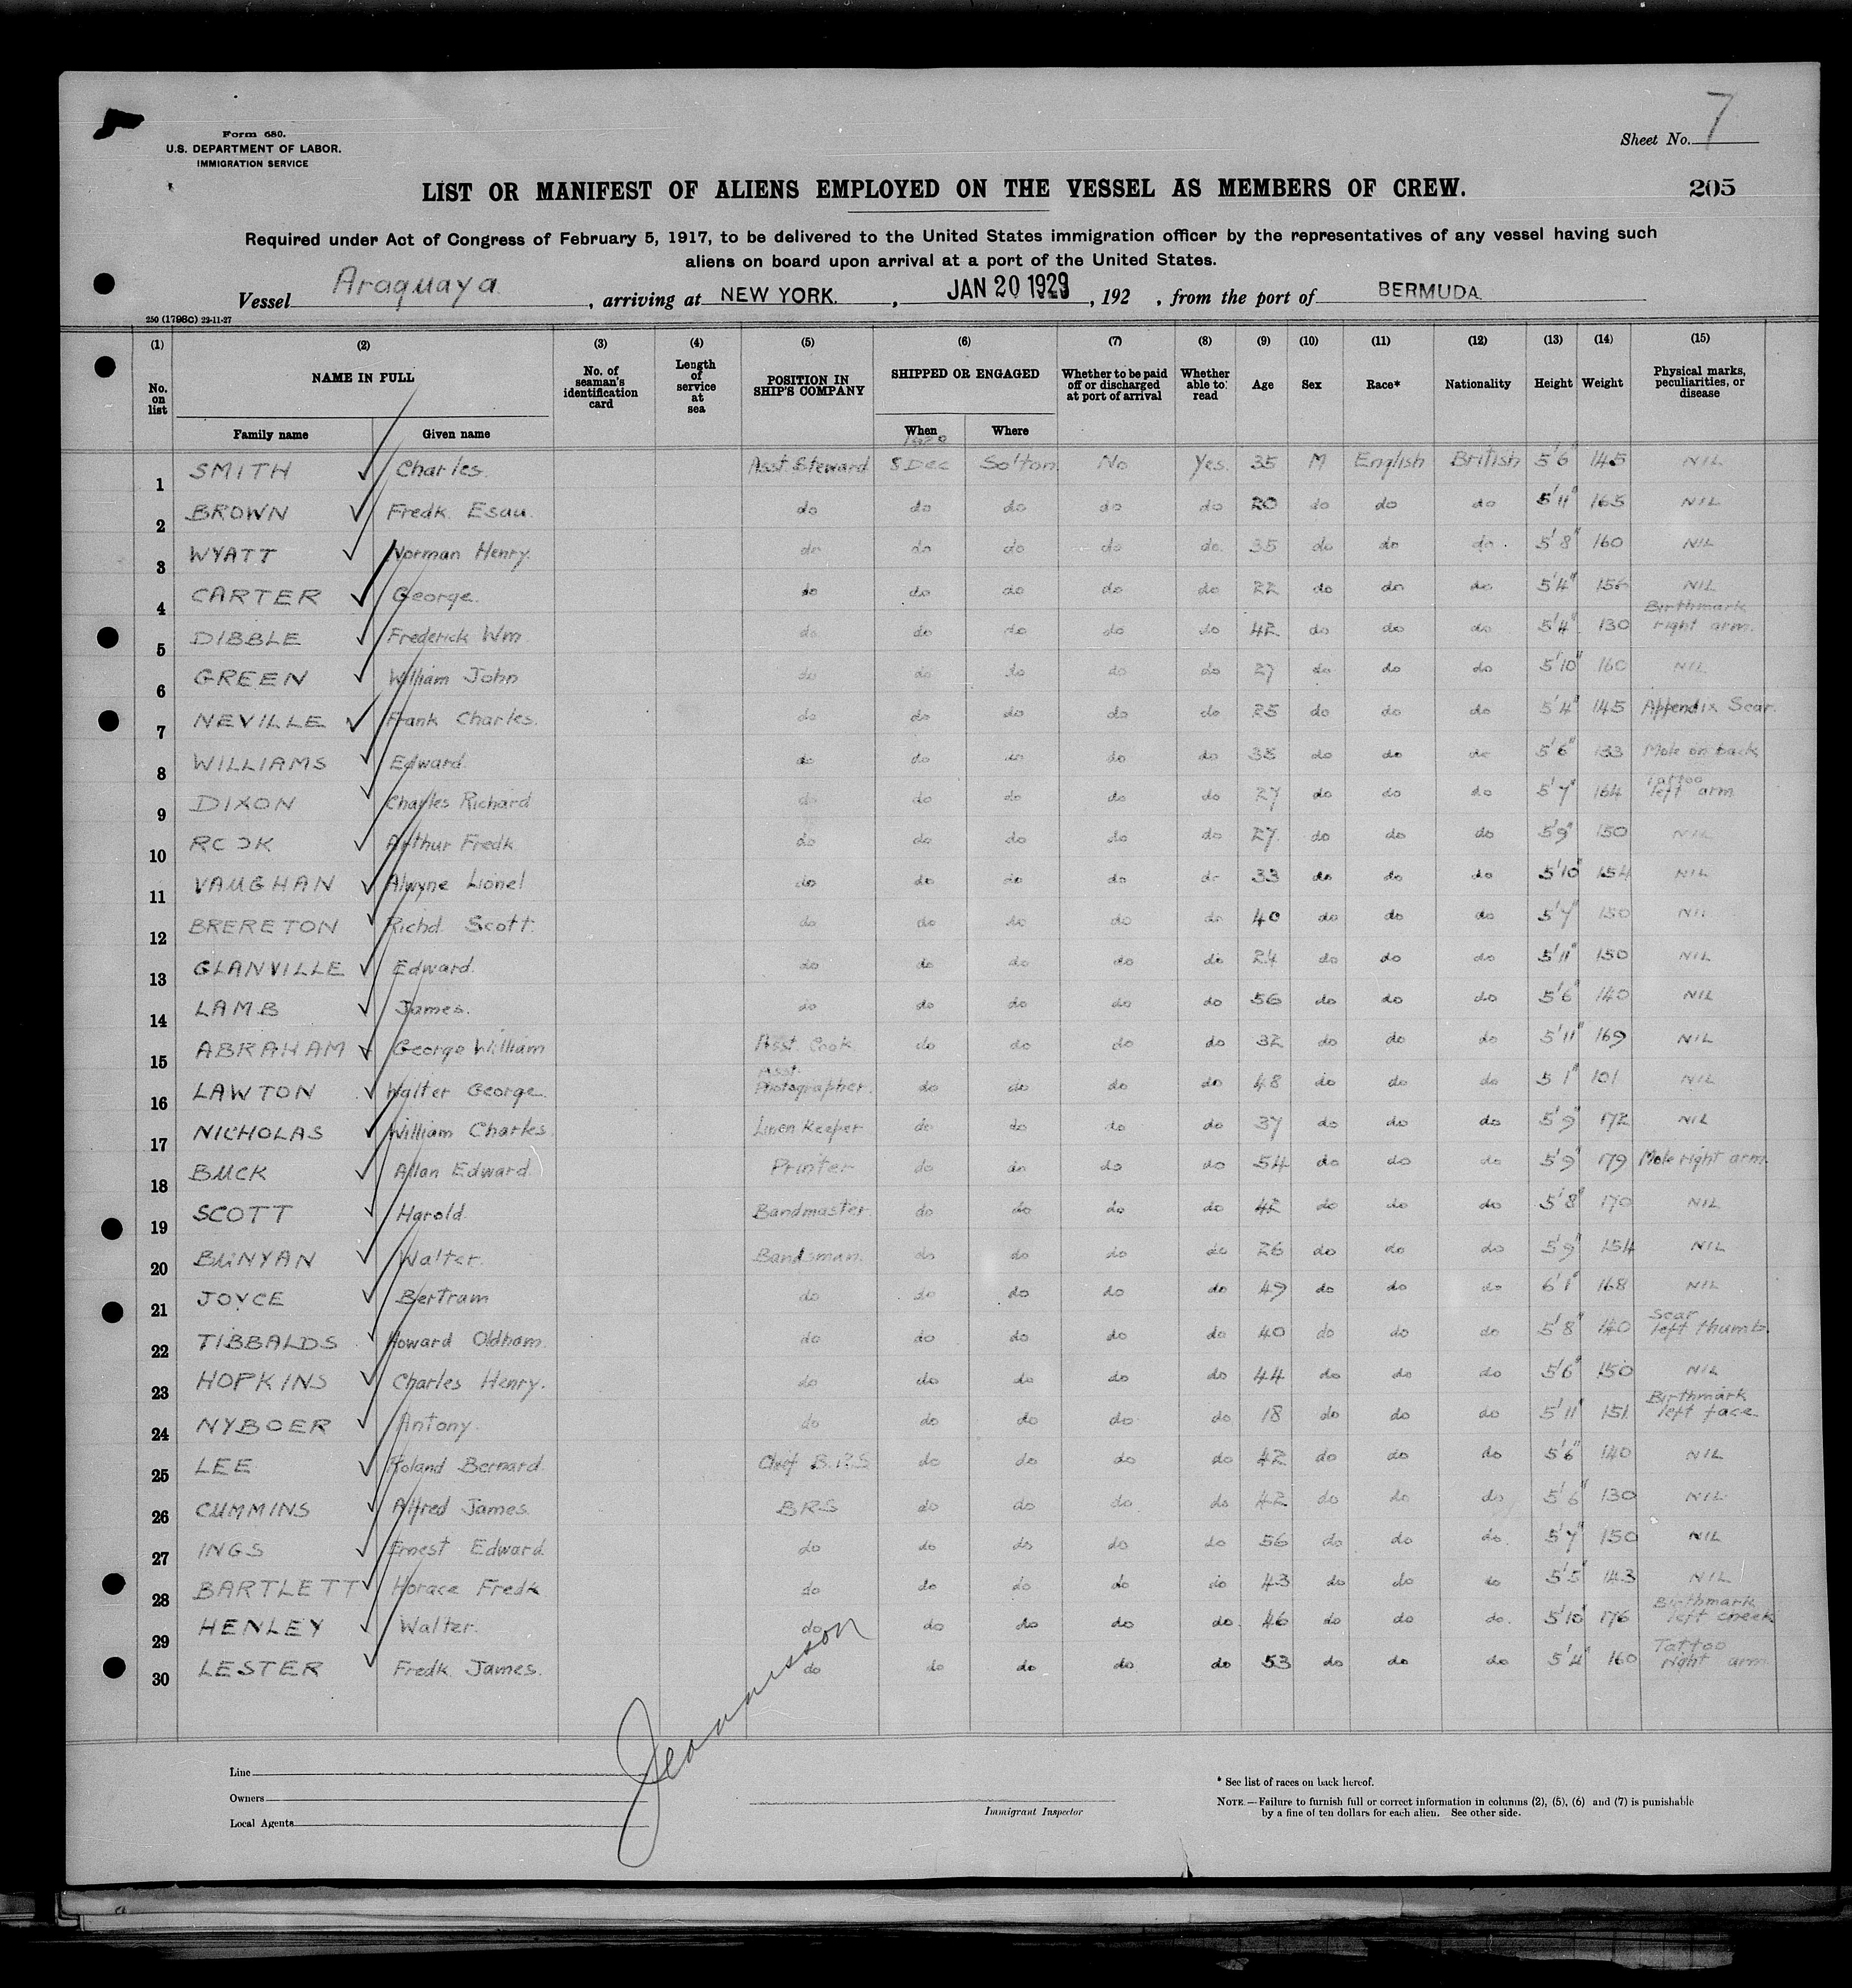 Form 680.
U.S. DEPARTMENT OF LABOR.
IMMIGRATION SERVICE
Sheet No. 7
LIST OR MANIFEST OF ALIENS EMPLOYED ON THE VESSEL AS MEMBERS OF CREW.
205
Required under Act of Congress of February 5, 1917, to be delivered to the United States immigration officer by the representatives of any vessel having such
aliens on board upon arrival at a port of the United States.
Vessel Araguaya, arriving at NEW YORK., JAN 20 1929, 192 , from the port of BERMUDA.
250 (1798c) 22-11-27
(1) (2) (3) (4) (5) (6) (7) (8) (9) (10) (11) (12) (13) (14) (15)
No. on list NAME IN FULL No. of seaman's identification card Length of service at sea POSITION IN SHIP'S COMPANY SHIPPED OR ENGAGED Whether to be paid off or discharged at port of arrival Whether able to read Age Sex Race* Nationality Height Weight Physical marks, peculiarities, or disease
Family name Given name When Where
1 SMITH Charles. Asst. Steward 8 Dec So'ton No Yes. 35 M English British 5'6" 145 NIL
2 BROWN Fredk. Esau. do do do do do 20 do do do 5'11" 165 NIL
3 WYATT Norman Henry. do do do do do. 35 do do do. 5'8" 160 NIL
4 CARTER George. do do do do do 22 do do do 5'4" 156 NIL
5 DIBBLE Frederick Wm. do do do do do 42 do do do 5'4" 130 Birthmark right arm.
6 GREEN William John do do do do do 27 do do do 5'10" 160 NIL
7 NEVILLE Frank Charles. do do do do do 25 do do do 5'4" 145 Appendix Scar.
8 WILLIAMS Edward do do do do do 35 do do do 5'6" 133 Mole on back
9 DIXON Charles Richard do do do do do 27 do do do 5'7" 164 Tattoo left arm
10 ROOK Arthur Fredk do do do do do 27. do do do 5'9" 150 NIL
11 VAUGHAN Alwyne Lionel do do do do do 33 do do do 5'10" 154 NIL
12 BRERETON Richd. Scott. do do do do do 40 do do do 5'7" 150 NIL
13 GLANVILLE Edward. do do do do do 24 do do do 5'11" 150 NIL
14 LAMB James. do do do do do 56 do do do 5'6" 140 NIL
15 ABRAHAM George William Asst. Cook do do do do 32 do do do 5'11" 169 NIL
16 LAWTON Walter George. Asst. Photographer. do do do do 48 do do do 5'1" 101 NIL
17 NICHOLAS William Charles. Linen Keeper do do do do 37 do do do 5'9" 172 NIL
18 BUCK Allan Edward Printer do do do do 54 do do do 5'9" 179 Mole right arm.
19 SCOTT Harold. Bandmaster. do do do do 42 do do do 5'8" 170 NIL
20 BUNYAN Walter. Bandsman. do do do do 26 do do do 5'9" 154 NIL
21 JOYCE Bertram do do do do do 49 do do do 6'1" 168 NIL
22 TIBBALDS Howard Oldham. do do do do do 40 do do do 5'8" 140 Scar left thumb.
23 HOPKINS Charles Henry. do do do do do 44 do do do 5'6" 150 NIL
24 NYBOER Antony. do do do do do 18 do do do 5'11" 151 Birthmark left face
25 LEE Roland Bernard. Chief B.R.S do do do do 42 do do do 5'6" 140 NIL
26 CUMMINS Alfred James. BRS do do do do 42 do do do 5'6" 130 NIL
27 INGS Ernest Edward do do do do do 56 do do do. 5'7" 150 NIL
28 BARTLETT Horace Fredk do do do do do 43 do do do 5'5" 143 NIL
29 HENLEY Walter. do do do do do. 46 do do do. 5'10" 176 Birthmark left cheek
30 LESTER Fredk. James. do do do do do 53 do do do 5'4" 160 Tattoo right arm
Line
Owners
Local Agents
Immigrant Inspector
* See list of races on back hereof.
NOTE.—Failure to furnish full or correct information in columns (2), (5), (6) and (7) is punishable
by a fine of ten dollars for each alien. See other side.